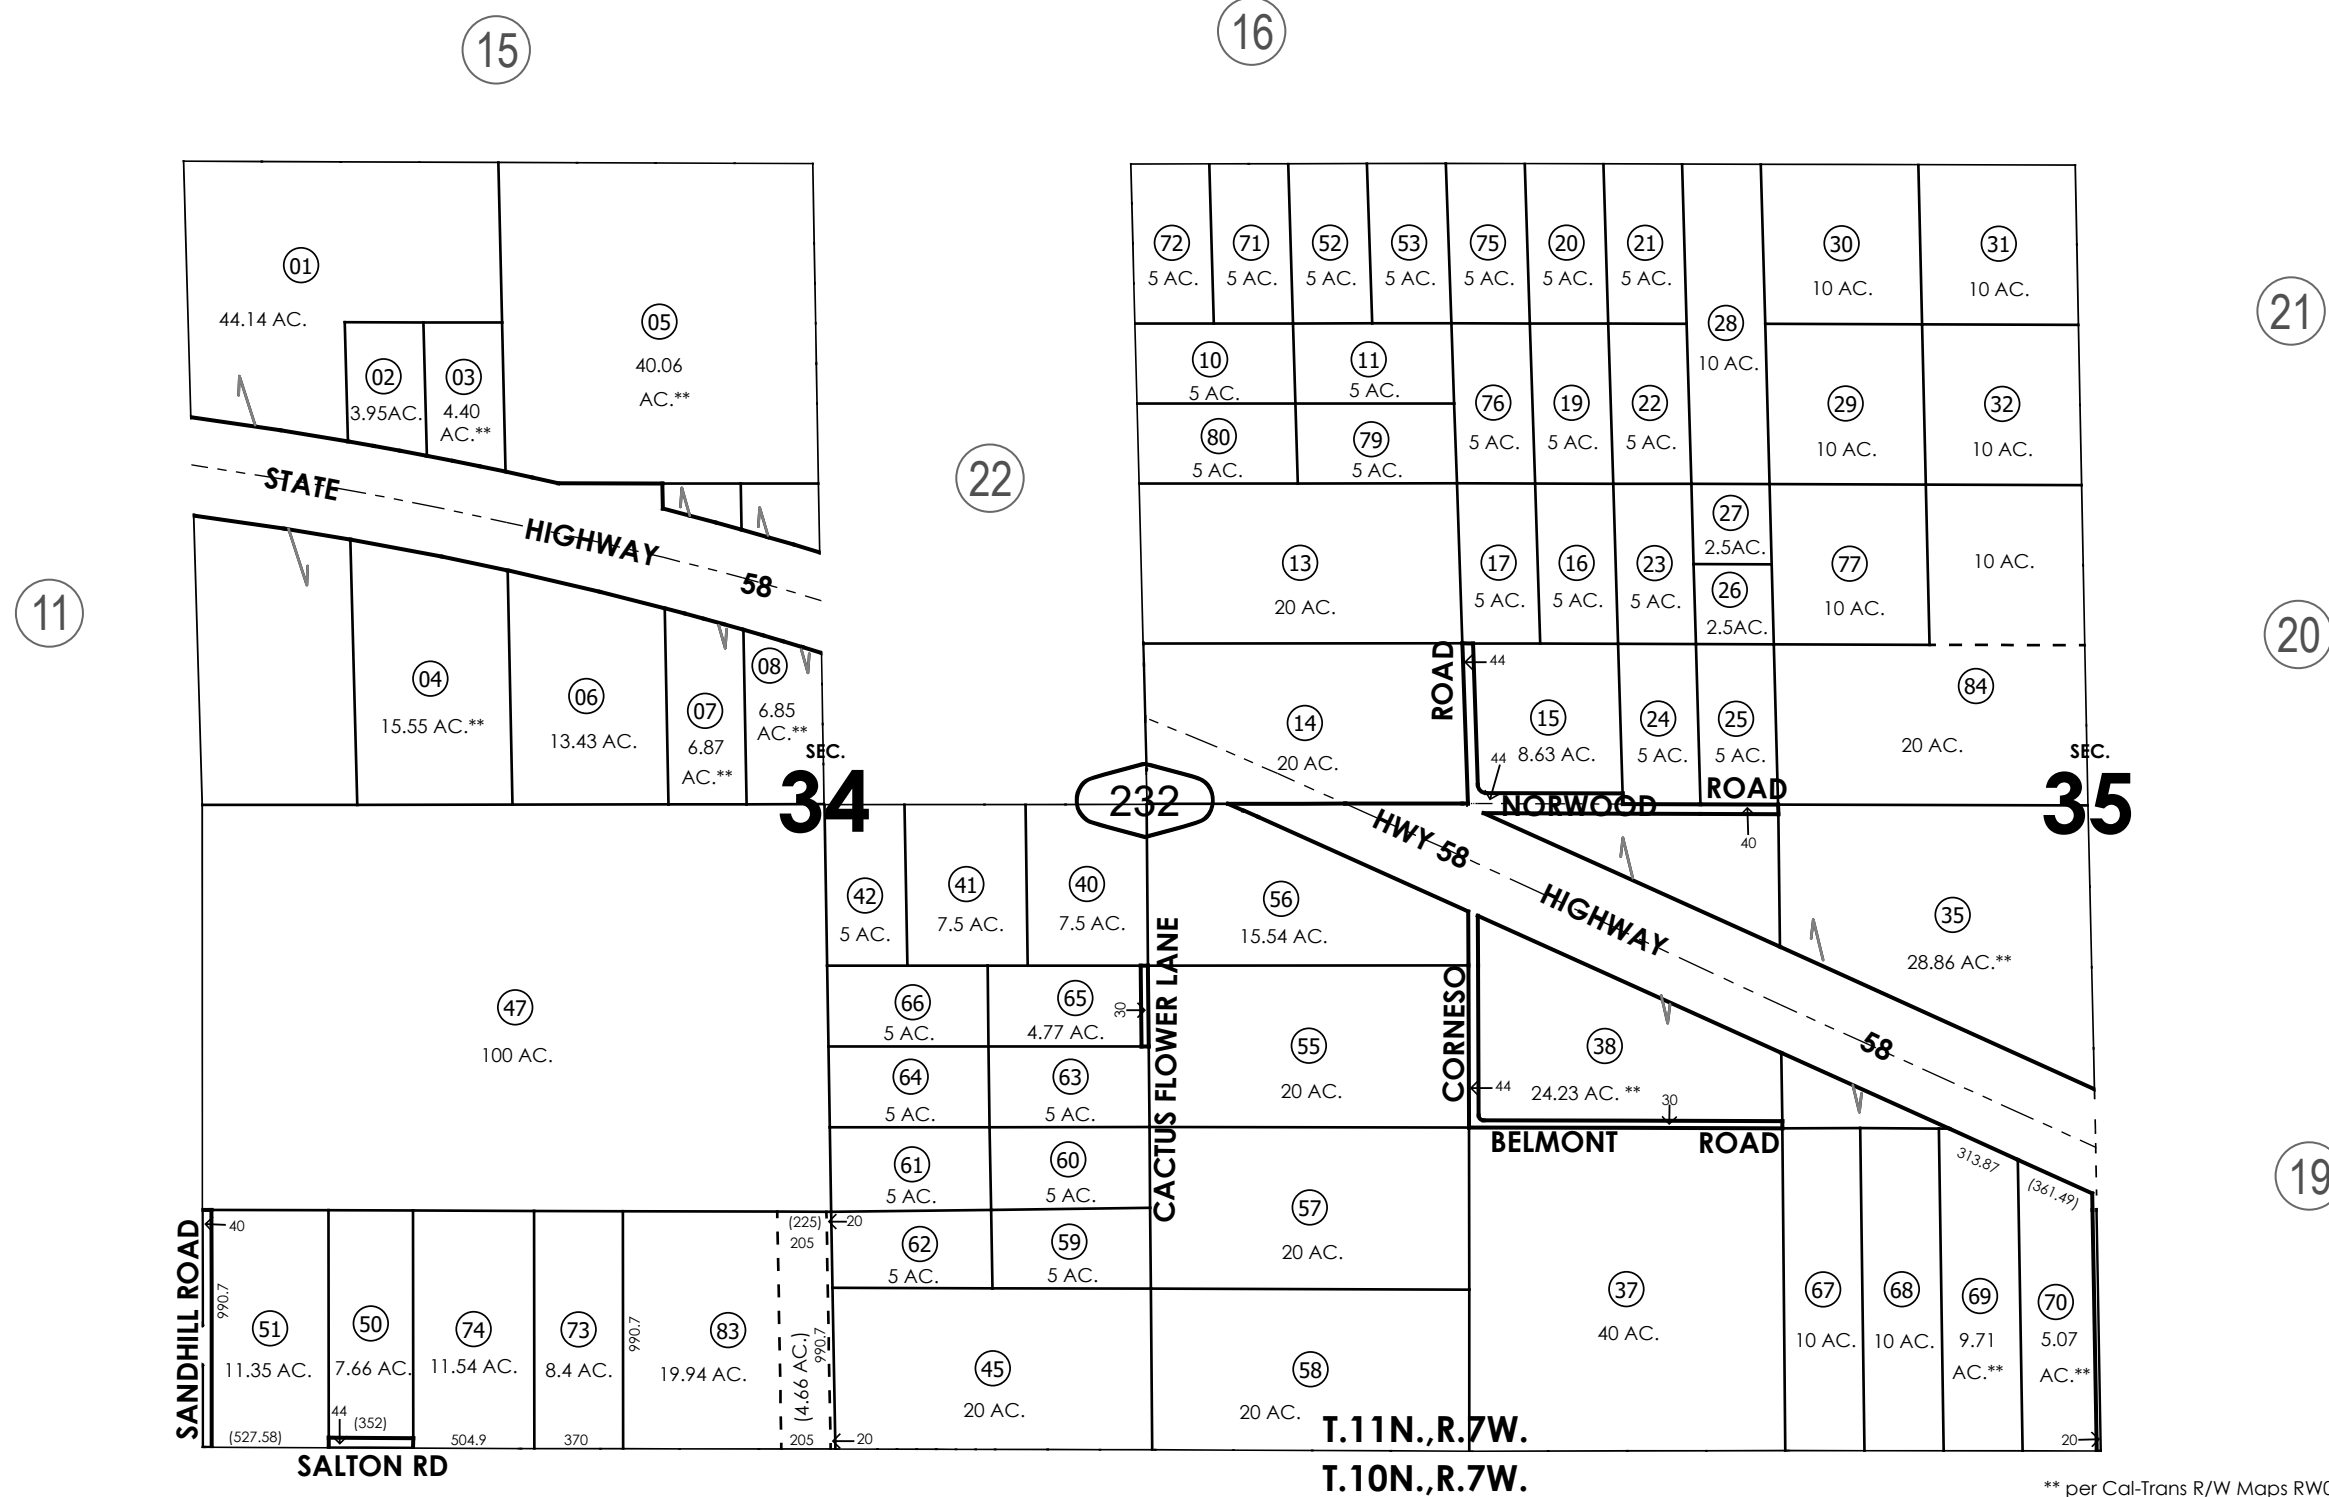 15
16
01
44.14 AC.
02
3.95AC.
03
4.40
AC.**
05
40.06
AC.**
STATE
HIGHWAY
58
11
22
04
15.55 AC.**
06
13.43 AC.
07
6.87
AC.**
08
6.85
AC.**
SEC.
34
72
5 AC.
71
5 AC.
52
5 AC.
53
5 AC.
75
5 AC.
20
5 AC.
21
5 AC.
28
10 AC.
30
10 AC.
31
10 AC.
21
10
5 AC.
11
5 AC.
80
5 AC.
79
5 AC.
76
5 AC.
19
5 AC.
22
5 AC.
29
10 AC.
32
10 AC.
13
20 AC.
17
5 AC.
16
5 AC.
23
5 AC.
27
2.5AC.
26
2.5AC.
77
10 AC.
10 AC.
20
14
20 AC.
ROAD
44
44
15
8.63 AC.
24
5 AC.
25
5 AC.
84
20 AC.
SEC.
35
232
NORWOOD
ROAD
40
HWY 58
HIGHWAY
58
47
100 AC.
42
5 AC.
41
7.5 AC.
40
7.5 AC.
56
15.54 AC.
35
28.86 AC.**
66
5 AC.
65
4.77 AC.
30
CACTUS FLOWER LANE
55
20 AC.
CORNESO
44
38
24.23 AC. **
30
BELMONT
ROAD
64
5 AC.
63
5 AC.
61
5 AC.
60
5 AC.
62
5 AC.
59
5 AC.
57
20 AC.
313.87
(361.49)
19
SANDHILL ROAD
40
990.7
51
11.35 AC.
(527.58)
50
7.66 AC.
44
(352)
74
11.54 AC.
504.9
73
8.4 AC.
370
990.7
83
19.94 AC.
(225)
205
20
(4.66 AC.)
990.7
205
20
45
20 AC.
58
20 AC.
37
40 AC.
67
10 AC.
68
10 AC.
69
9.71
AC.**
70
5.07
AC.**
20
SALTON RD
T.11N.,R.7W.
T.10N.,R.7W.
** per Cal-Trans R/W Maps